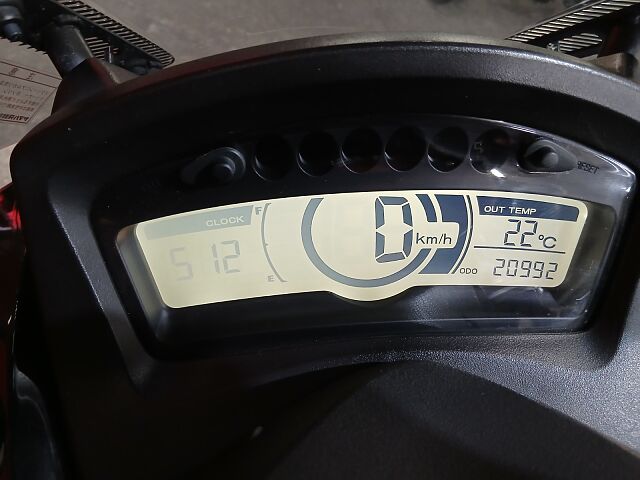 RESET
CLOCK
5 12
F
E
0
km/h
OUT TEMP
22°C
ODO
20992